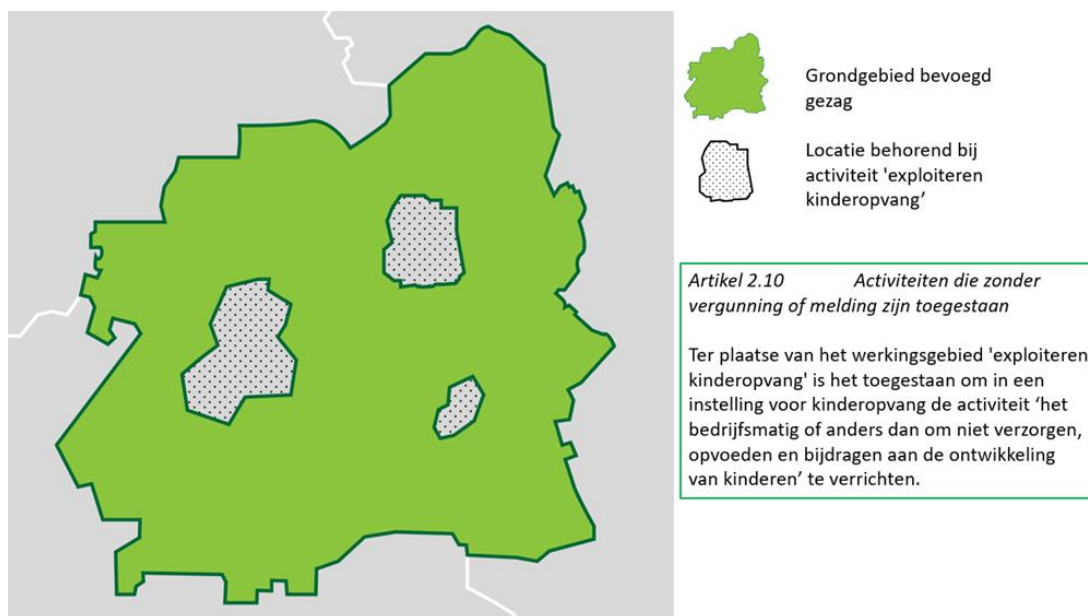 Grondgebied bevoegd
gezag
Locatie behorend bij
activiteit 'exploiteren
kinderopvang’
Artikel 2.10 Activiteiten die zonder
vergunning of melding zijn toegestaan
Ter plaatse van het werkingsgebied 'exploiteren
kinderopvang' is het toegestaan om in een
instelling voor kinderopvang de activiteit ‘het
bedrijfsmatig of anders dan om niet verzorgen,
opvoeden en bijdragen aan de ontwikkeling
van kinderen’ te verrichten.